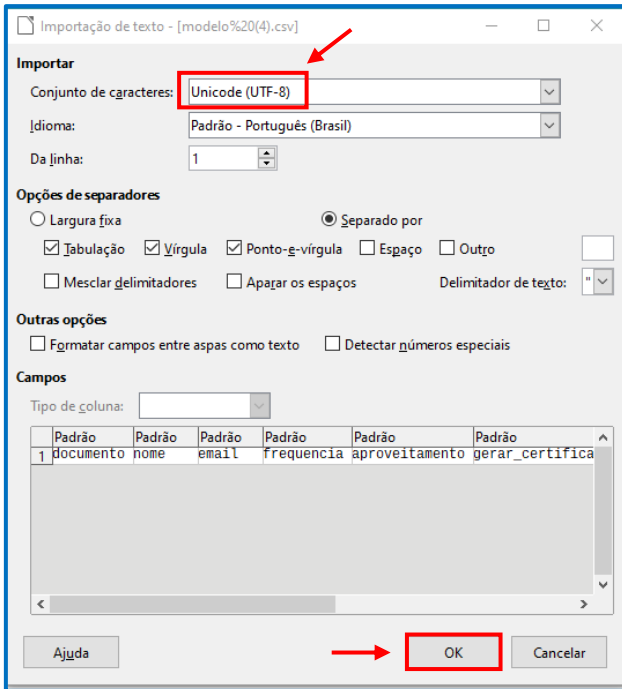 Importação de texto - [modelo%20(4).csv]
Importar
Conjunto de caracteres: Unicode (UTF-8)
Idioma: Padrão - Português (Brasil)
Da linha: 1
Opções de separadores
Largura fixa Separado por
Tabulação Vírgula Ponto-e-vírgula Espaço Outro
Mesclar delimitadores Aparar os espaços Delimitador de texto: "
Outras opções
Formatar campos entre aspas como texto Detectar números especiais
Campos
Tipo de coluna:
Padrão Padrão Padrão Padrão Padrão Padrão
1 documento nome email frequencia aproveitamento gerar_certifica
Ajuda OK Cancelar